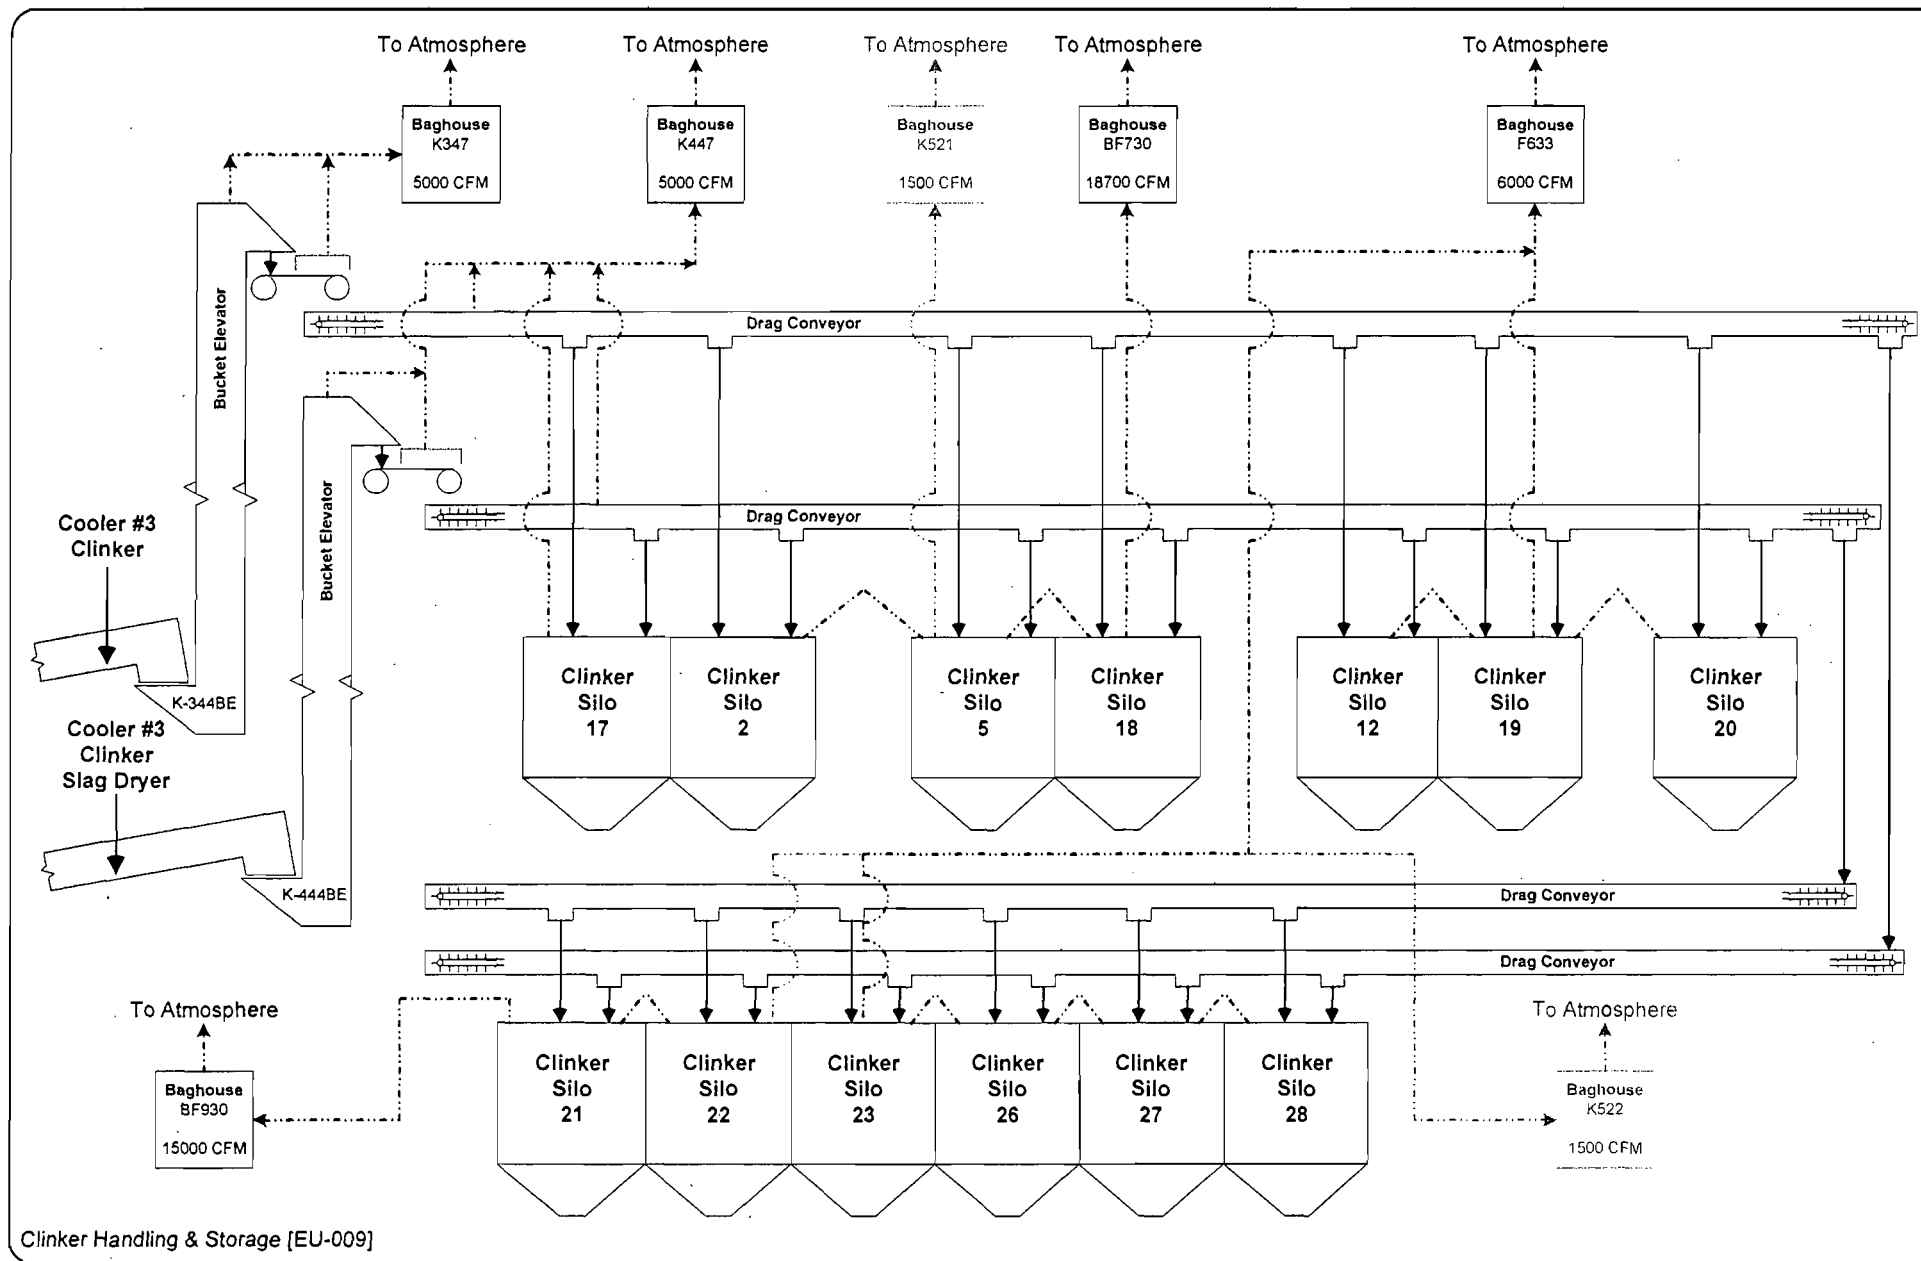 To Atmosphere
To Atmosphere
To Atmosphere
To Atmosphere
To Atmosphere
Baghouse
K347
5000 CFM
Baghouse
K447
5000 CFM
Baghouse
K521
1500 CFM
Baghouse
BF730
18700 CFM
Baghouse
F633
6000 CFM
Bucket Elevator
Drag Conveyor
Bucket Elevator
Drag Conveyor
Cooler #3
Clinker
K-344BE
Cooler #3
Clinker
Slag Dryer
K-444BE
Clinker
Silo
17
Clinker
Silo
2
Clinker
Silo
5
Clinker
Silo
18
Clinker
Silo
12
Clinker
Silo
19
Clinker
Silo
20
Drag Conveyor
Drag Conveyor
To Atmosphere
Baghouse
BF930
15000 CFM
Clinker
Silo
21
Clinker
Silo
22
Clinker
Silo
23
Clinker
Silo
26
Clinker
Silo
27
Clinker
Silo
28
To Atmosphere
Baghouse
K522
1500 CFM
Clinker Handling & Storage [EU-009]